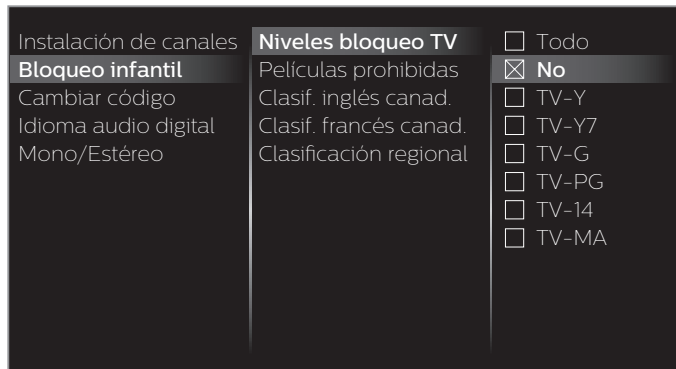 Instalación de canales
Bloqueo infantil
Cambiar código
Idioma audio digital
Mono/Estéreo
Niveles bloqueo TV
Películas prohibidas
Clasif. inglés canad.
Clasif. francés canad.
Clasificación regional
Todo
No
TV-Y
TV-Y7
TV-G
TV-PG
TV-14
TV-MA